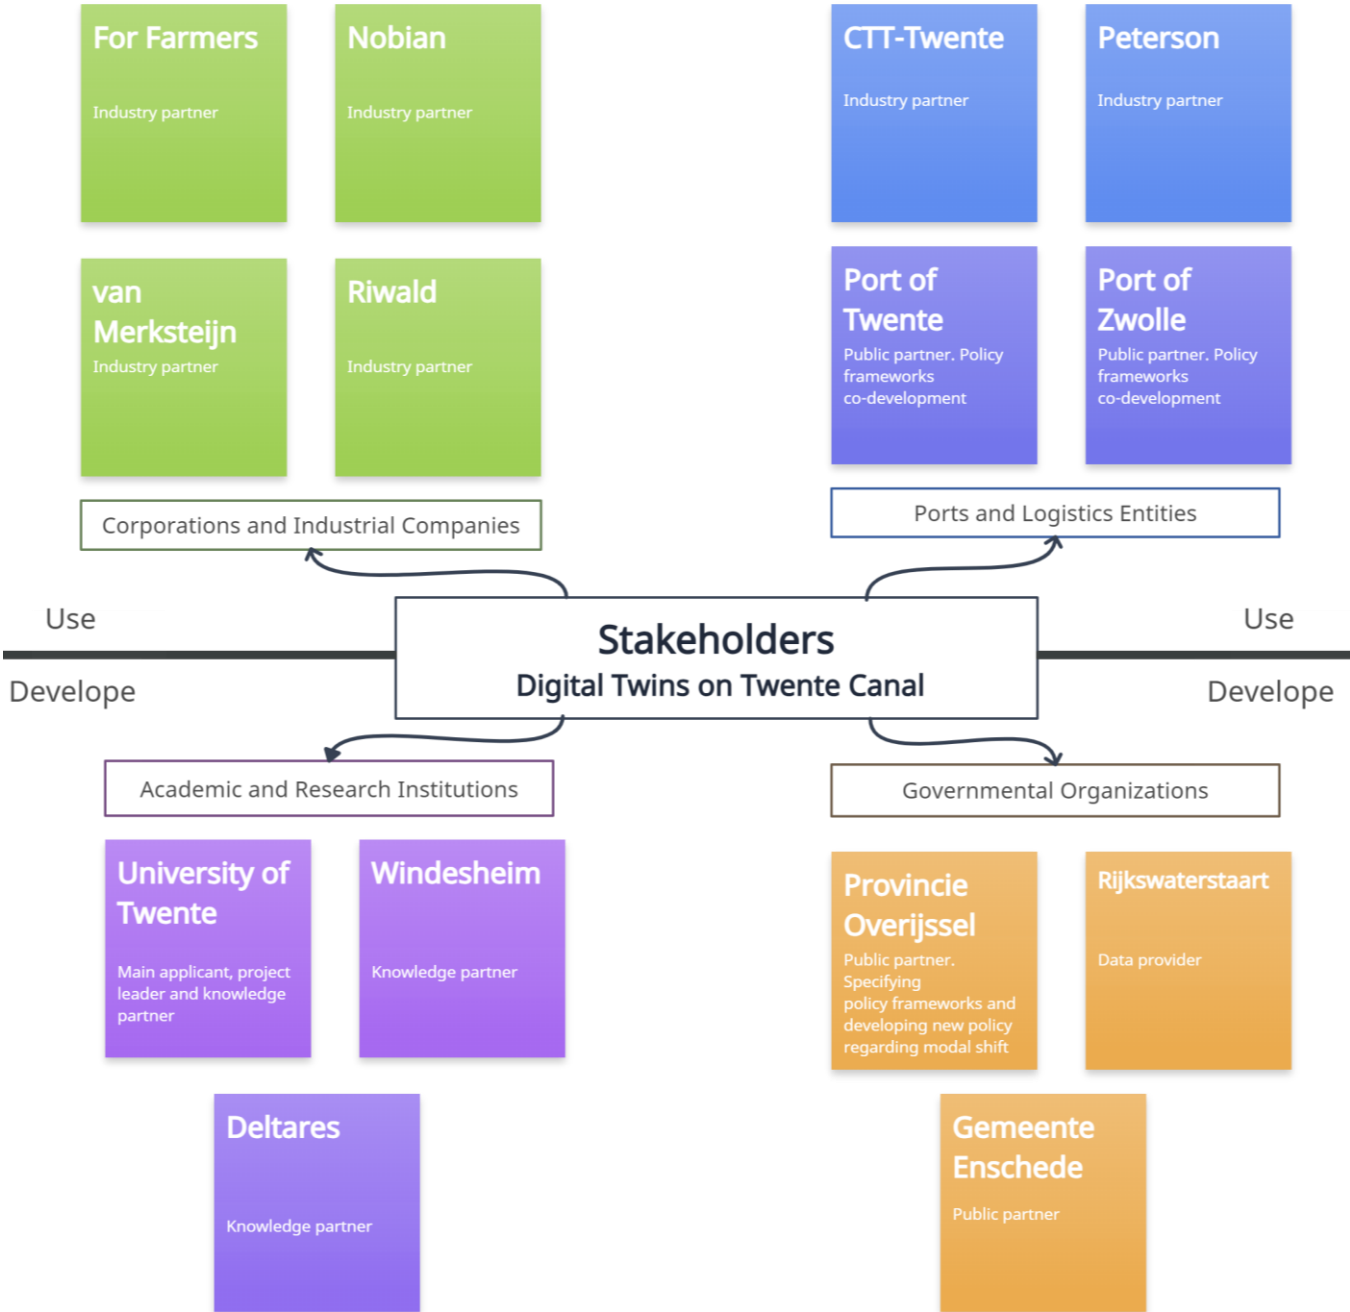 For Farmers
Industry partner
Nobian
Industry partner
van
Merksteijn
Industry partner
Riwald
Industry partner
Corporations and Industrial Companies
CTT-Twente
Industry partner
Peterson
Industry partner
Port of
Twente
Public partner. Policy
frameworks
co-development
Port of
Zwolle
Public partner. Policy
frameworks
co-development
Ports and Logistics Entities
Use
Develope
Stakeholders
Digital Twins on Twente Canal
Use
Develope
Academic and Research Institutions
University of
Twente
Main applicant, project
leader and knowledge
partner
Windesheim
Knowledge partner
Deltares
Knowledge partner
Governmental Organizations
Provincie
Overijssel
Public partner.
Specifying
policy frameworks and
developing new policy
regarding modal shift
Rijkswaterstaart
Data provider
Gemeente
Enschede
Public partner